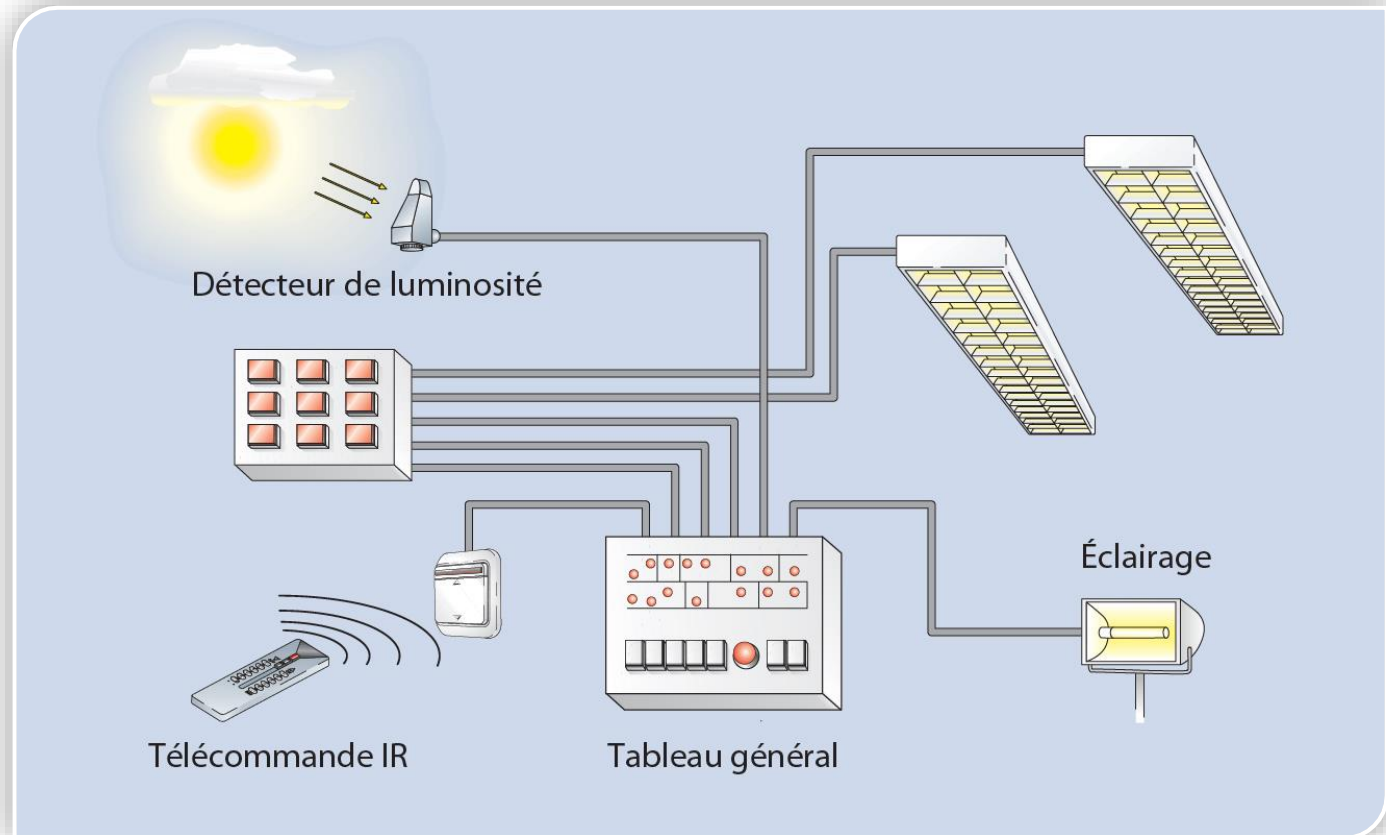 Détecteur de luminosité
Éclairage
Télécommande IR
Tableau général